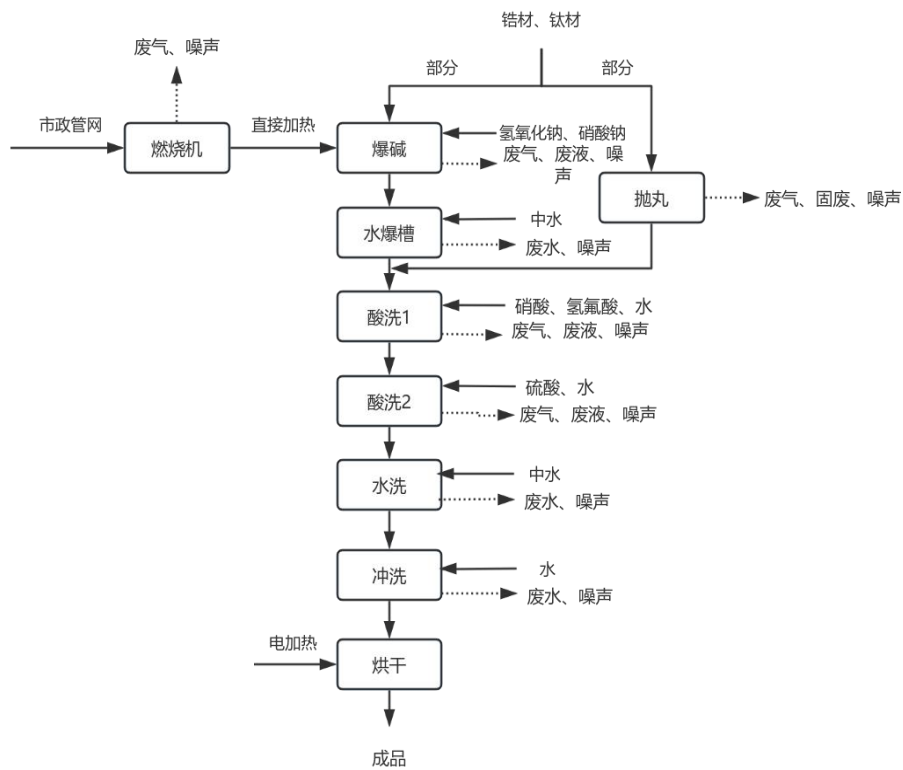 锆材、钛材
废气、噪声
部分
部分
市政管网
燃烧机
直接加热
爆碱
氢氧化钠、硝酸钠
废气、废液、噪
声
抛丸
废气、固废、噪声
水爆槽
中水
废水、噪声
酸洗1
硝酸、氢氟酸、水
废气、废液、噪声
酸洗2
硫酸、水
废气、废液、噪声
水洗
中水
废水、噪声
冲洗
水
废水、噪声
电加热
烘干
成品